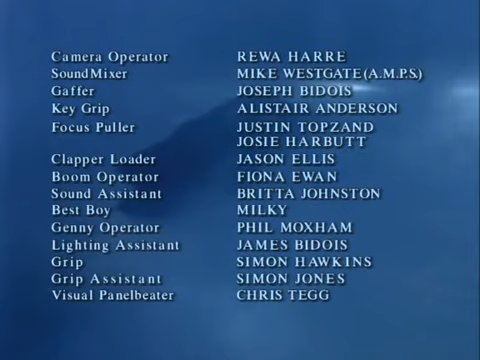 Camera Operator REWA HARRE
Sound Mixer MIKE WESTGATE (A.M.P.S.)
Gaffer JOSEPH BIDOIS
Key Grip ALISTAIR ANDERSON
Focus Puller JUSTIN TOPZAND
JOSIE HARBUTT
Clapper Loader JASON ELLIS
Boom Operator FIONA EWAN
Sound Assistant BRITTA JOHNSTON
Best Boy MILKY
Genny Operator PHIL MOXHAM
Lighting Assistant JAMES BIDOIS
Grip SIMON HAWKINS
Grip Assistant SIMON JONES
Visual Panelbeater CHRIS TEGG